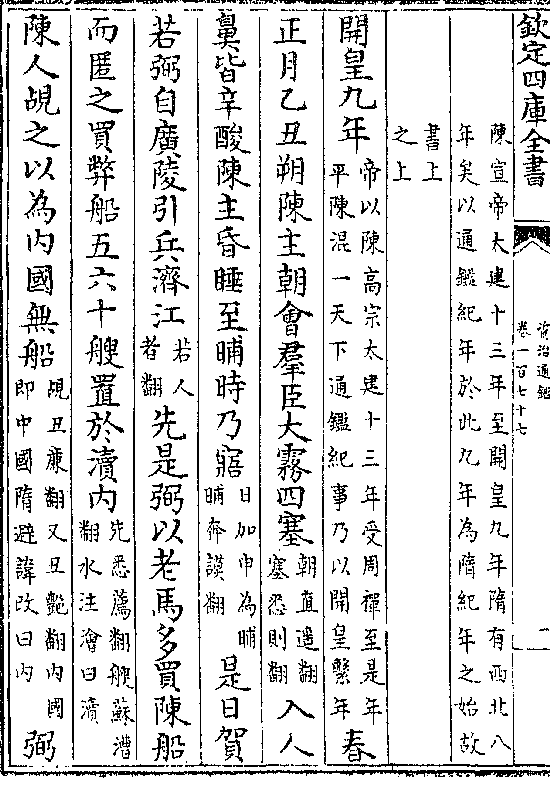 欽定四庫全書
資治通鑑
卷一百七十七
二
陳宣帝大建十三年至開皇九年隋有西北八
年矣以通鑑紀年於此九年為隋紀年之始故
書上
之上
開皇九年
帝以陳高宗太建十三年受周禪至是年
平陳混一天下通鑑紀事乃以開皇繫年
春
正月乙丑朔陳主朝會羣臣大霧四塞
朝直遥翻
塞悉則翻
入人
鼻皆辛酸陳主昏睡至晡時乃寤
日加申為晡
晡奔謨翻
是日賀
若弼自廣陵引兵濟江
若人
者翻
先是弼以老馬多買陳船
而匿之買弊船五六十艘置於瀆内
先悉薦翻艘蘇漕
翻水注澮曰瀆
陳人覘之以為内國無船
覘丑亷翻又丑艷翻内國
即中國隋避諱改曰内
弼